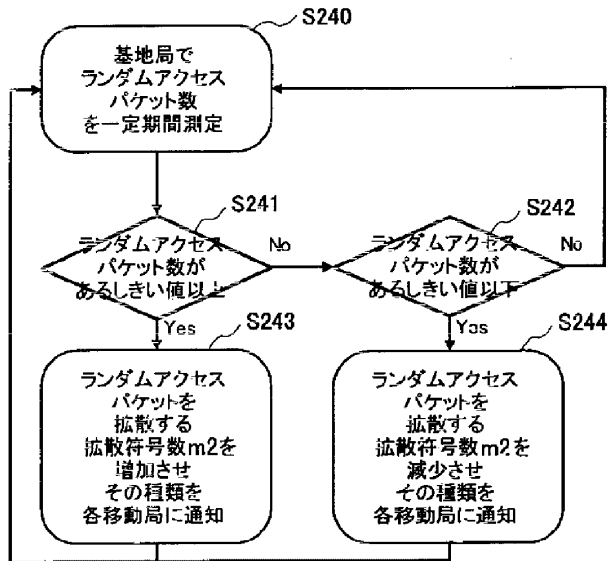 S240
基地局で
ランダムアクセス
パケット数
を一定期間測定
S241
ランダムアクセス
パケット数が
あるしきい値以上
No
S242
ランダムアクセス
パケット数が
あるしきい値以下
No
Yes
S243
ランダムアクセス
パケットを
拡散する
拡散符号数m2を
増加させ
その種類を
各移動局に通知
Yes
S244
ランダムアクセス
パケットを
拡散する
拡散符号数m2を
減少させ
その種類を
各移動局に通知